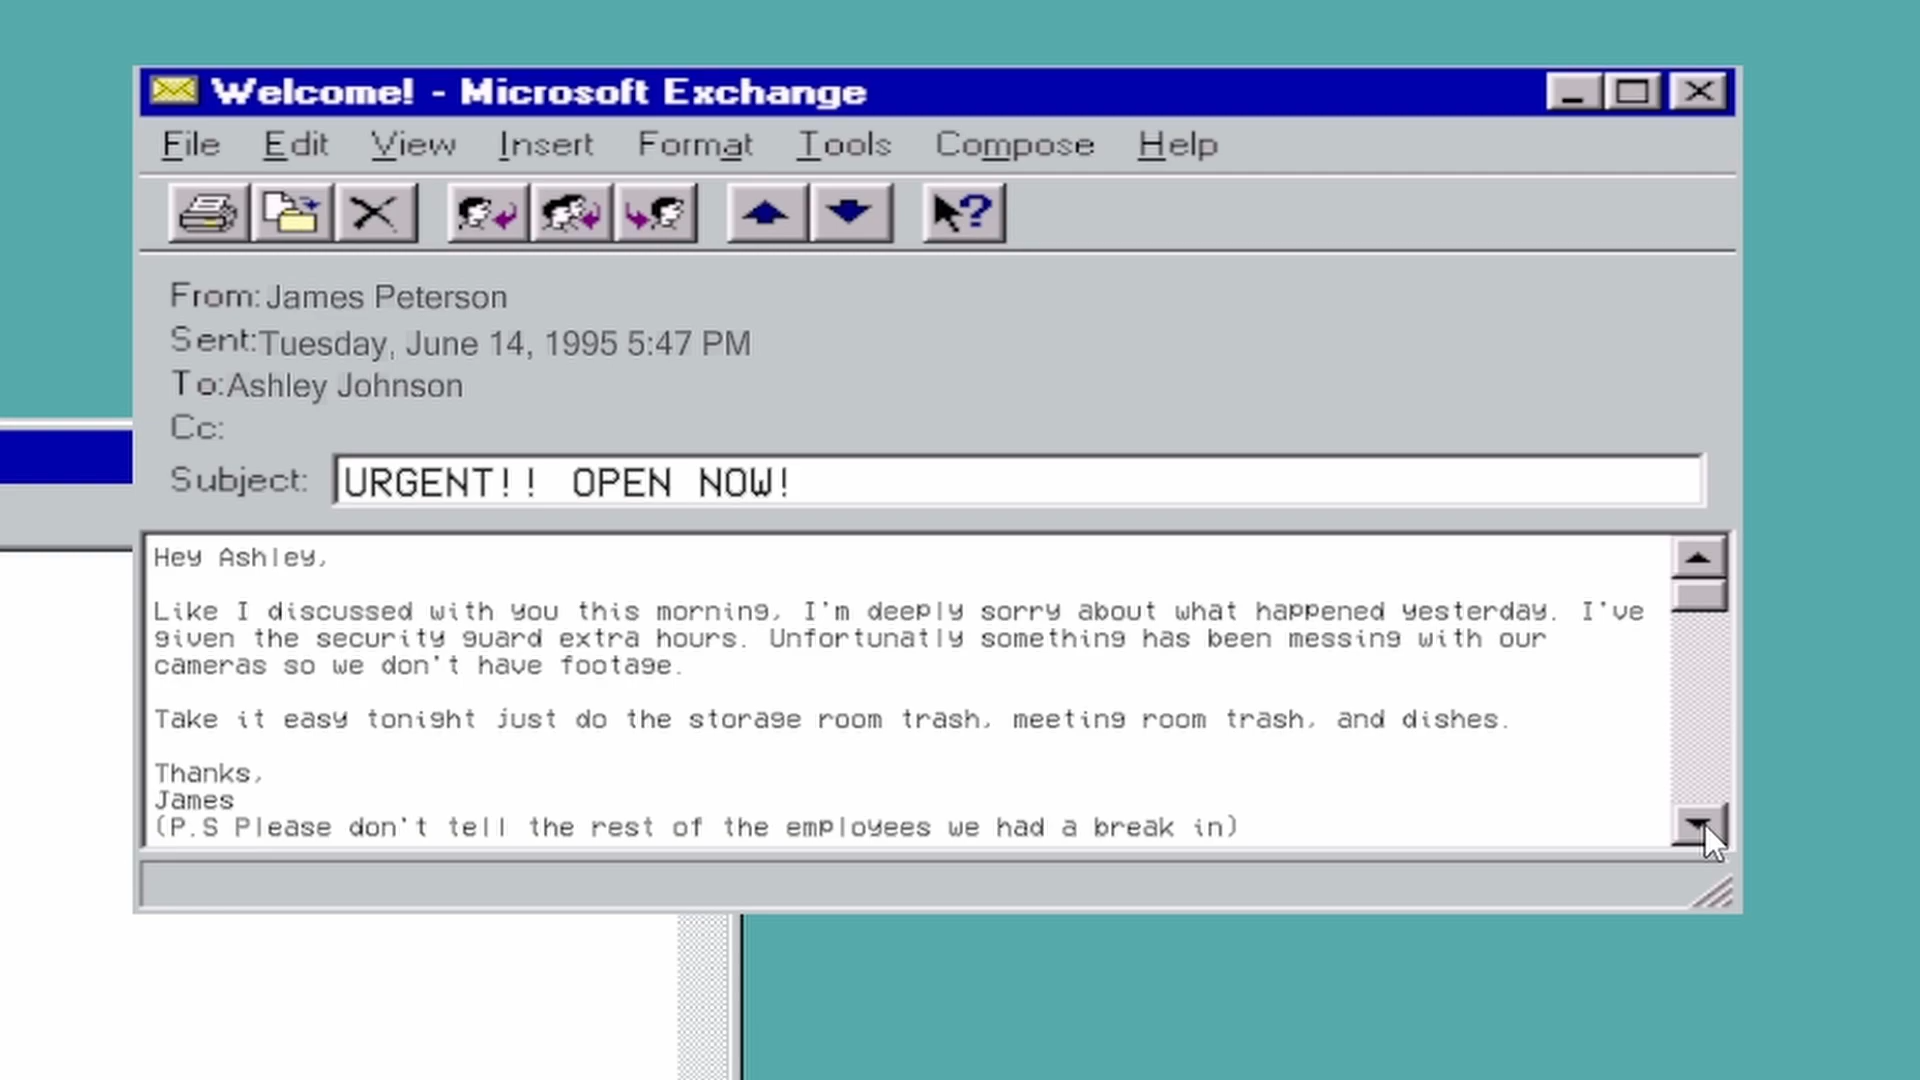 Welcome! - Microsoft Exchange
File Edit View Insert Format Tools Compose Help
From: James Peterson
Sent: Tuesday, June 14, 1995 5:47 PM
To: Ashley Johnson
Cc:
Subject: URGENT!! OPEN NOW!
Hey Ashley,
Like I discussed with you this morning, I'm deeply sorry about what happened yesterday. I've
given the security guard extra hours. Unfortunatly something has been messing with our
cameras so we don't have footage.
Take it easy tonight just do the storage room trash, meeting room trash, and dishes.
Thanks,
James
(P.S Please don't tell the rest of the employees we had a break in)